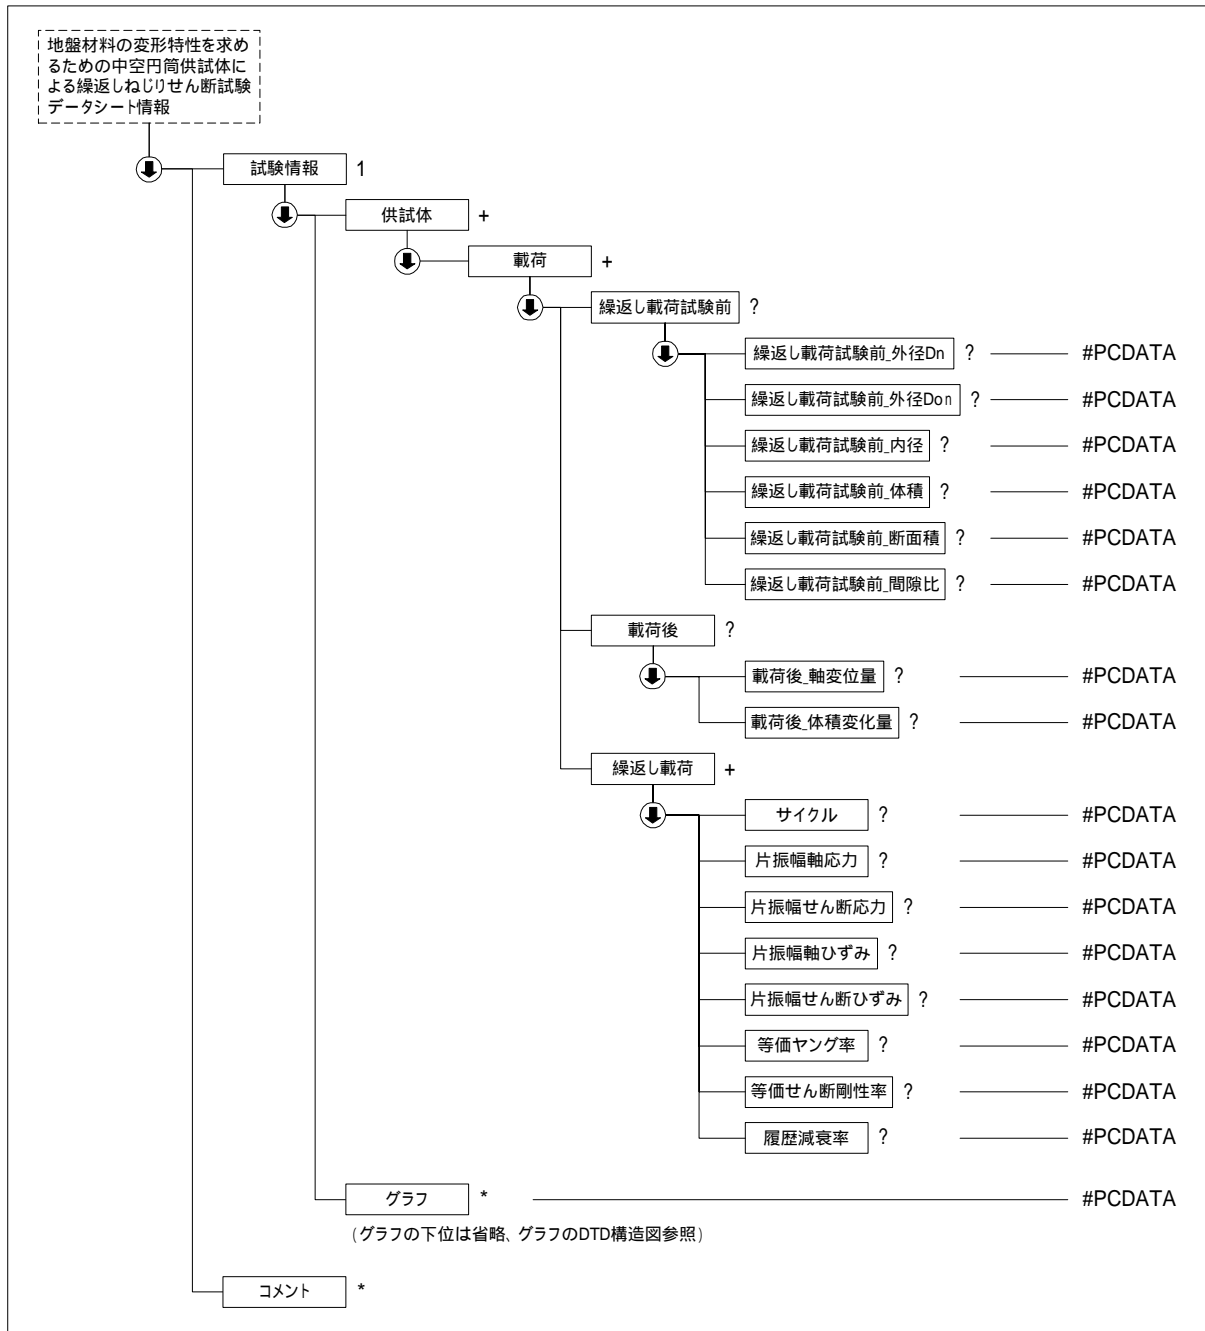 地盤材料の変形特性を求め
るための中空円筒供試体に
よる繰返しねじりせん断試験
データシート情報
試験情報 1
供試体 +
載荷 +
繰返し載荷試験前 ?
繰返し載荷試験前_外径Dn ? #PCDATA
繰返し載荷試験前_外径Don ? #PCDATA
繰返し載荷試験前_内径 ? #PCDATA
繰返し載荷試験前_体積 ? #PCDATA
繰返し載荷試験前_断面積 ? #PCDATA
繰返し載荷試験前_間隙比 ? #PCDATA
載荷後 ?
載荷後_軸変位量 ? #PCDATA
載荷後_体積変化量 ? #PCDATA
繰返し載荷 +
サイクル ? #PCDATA
片振幅軸応力 ? #PCDATA
片振幅せん断応力 ? #PCDATA
片振幅軸ひずみ ? #PCDATA
片振幅せん断ひずみ ? #PCDATA
等価ヤング率 ? #PCDATA
等価せん断剛性率 ? #PCDATA
履歴減衰率 ? #PCDATA
グラフ * #PCDATA
(グラフの下位は省略、グラフのDTD構造図参照)
コメント *